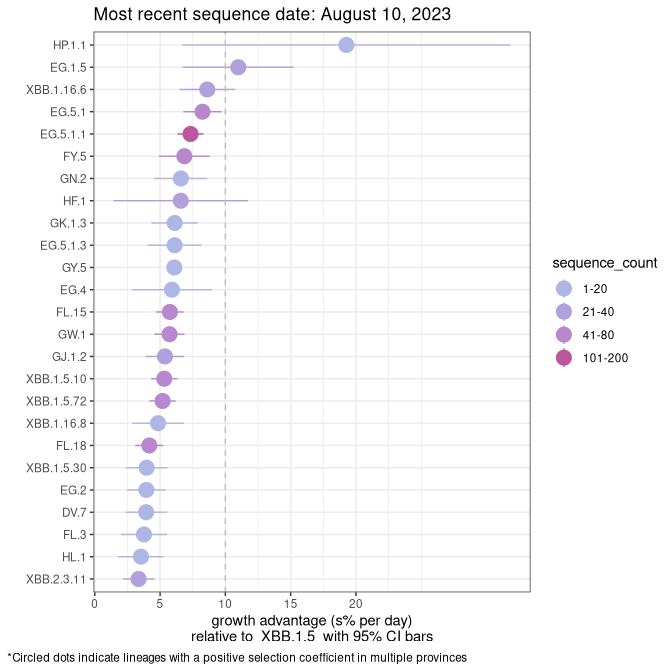 Most recent sequence date: August 10, 2023
HP.1.1
EG.1.5
XBB.1.16.6
EG.5.1
EG.5.1.1
FY.5
GN.2
HF.1
GK.1.3
EG.5.1.3
GY.5
EG.4
FL.15
GW.1
GJ.1.2
XBB.1.5.10
XBB.1.5.72
XBB.1.16.8
FL.18
XBB.1.5.30
EG.2
DV.7
FL.3
HL.1
XBB.2.3.11
0 5 10 15 20
growth advantage (s% per day)
relative to XBB.1.5 with 95% CI bars
sequence_count
1-20
21-40
41-80
101-200
*Circled dots indicate lineages with a positive selection coefficient in multiple provinces